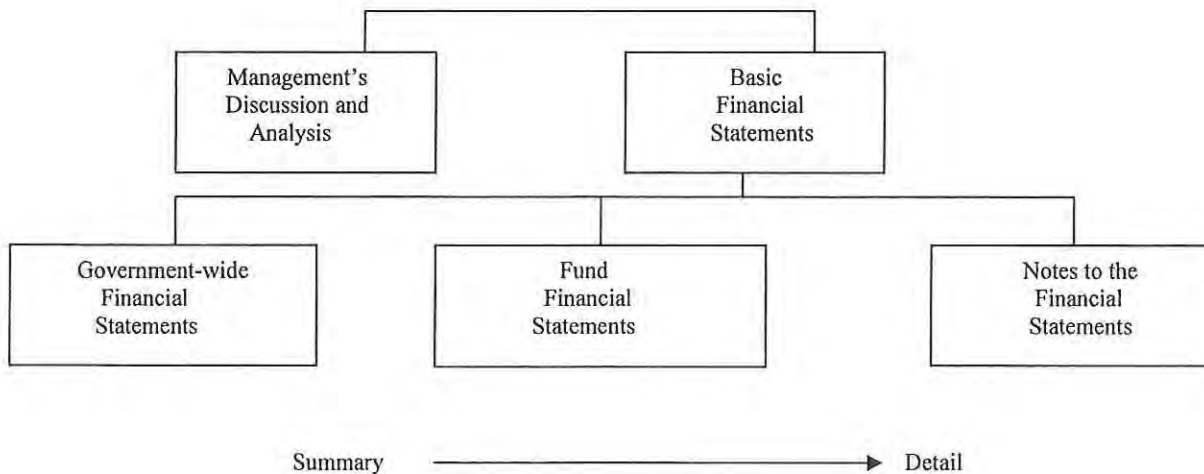 Management's
Discussion and
Analysis
Basic
Financial
Statements
Government-wide
Financial
Statements
Fund
Financial
Statements
Notes to the
Financial
Statements
Summary
Detail